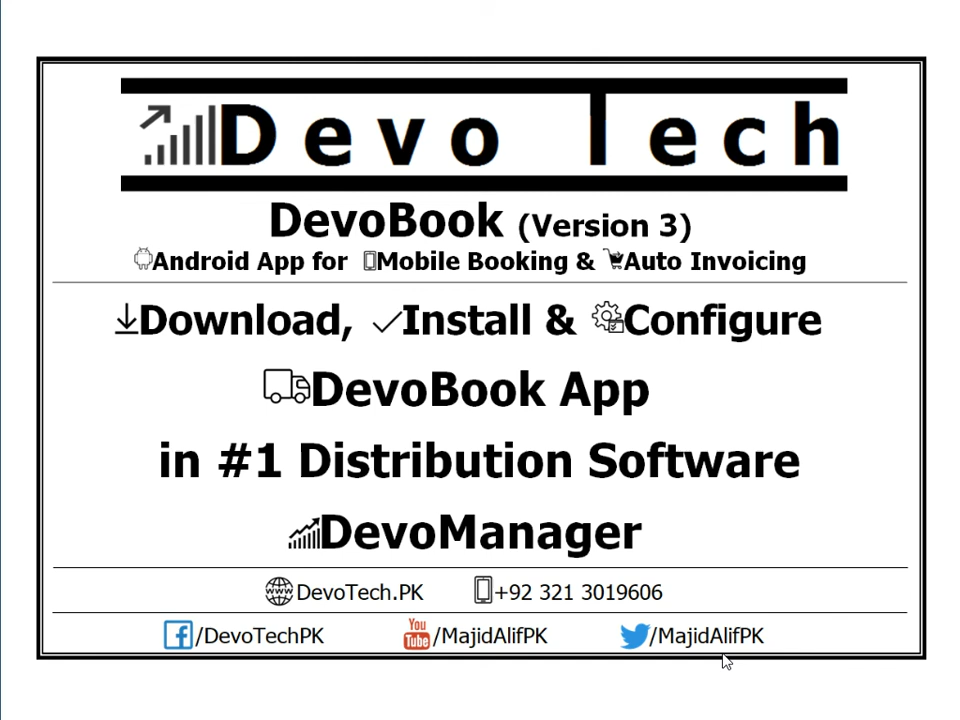 Devo Tech
DevoBook (Version 3)
Android App for Mobile Booking & Auto Invoicing
Download, Install & Configure
DevoBook App
in #1 Distribution Software
DevoManager
www DevoTech.PK +92 321 3019606
f/DevoTechPK You Tube/MajidAlifPK /MajidAlifPK